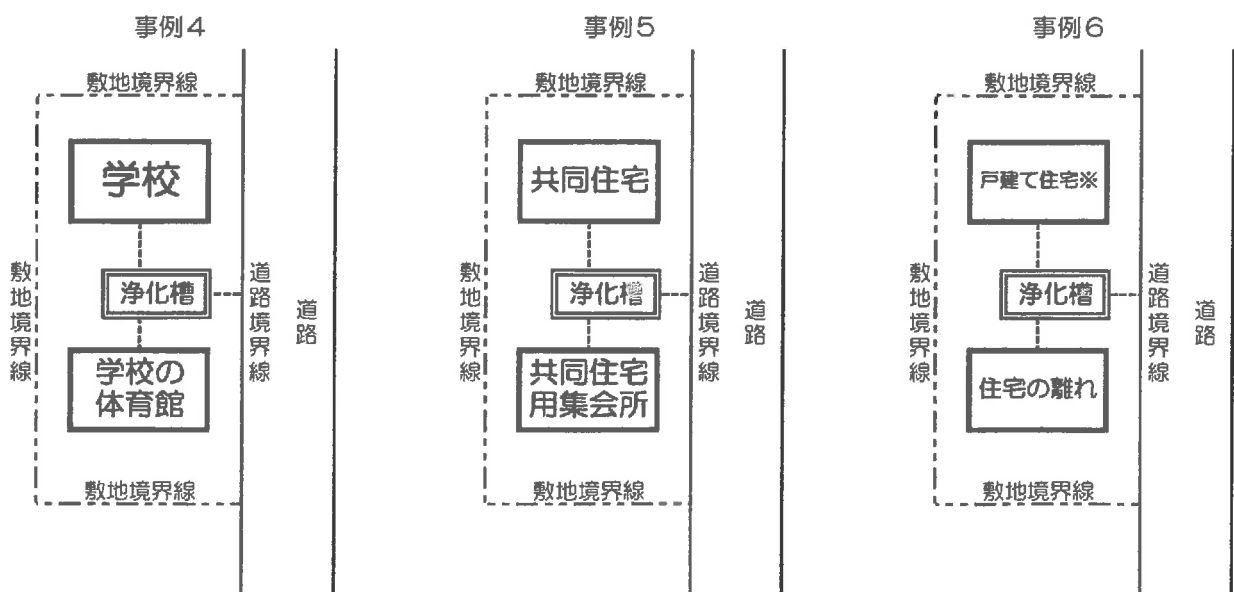 事例4
敷地境界線
学校
浄化槽
学校の
体育館
敷地境界線
道路境界線
道路
敷地境界線
事例5
敷地境界線
共同住宅
浄化槽
共同住宅
用集会所
敷地境界線
道路境界線
道路
敷地境界線
事例6
敷地境界線
戸建て住宅※
浄化槽
住宅の離れ
敷地境界線
道路境界線
道路
敷地境界線